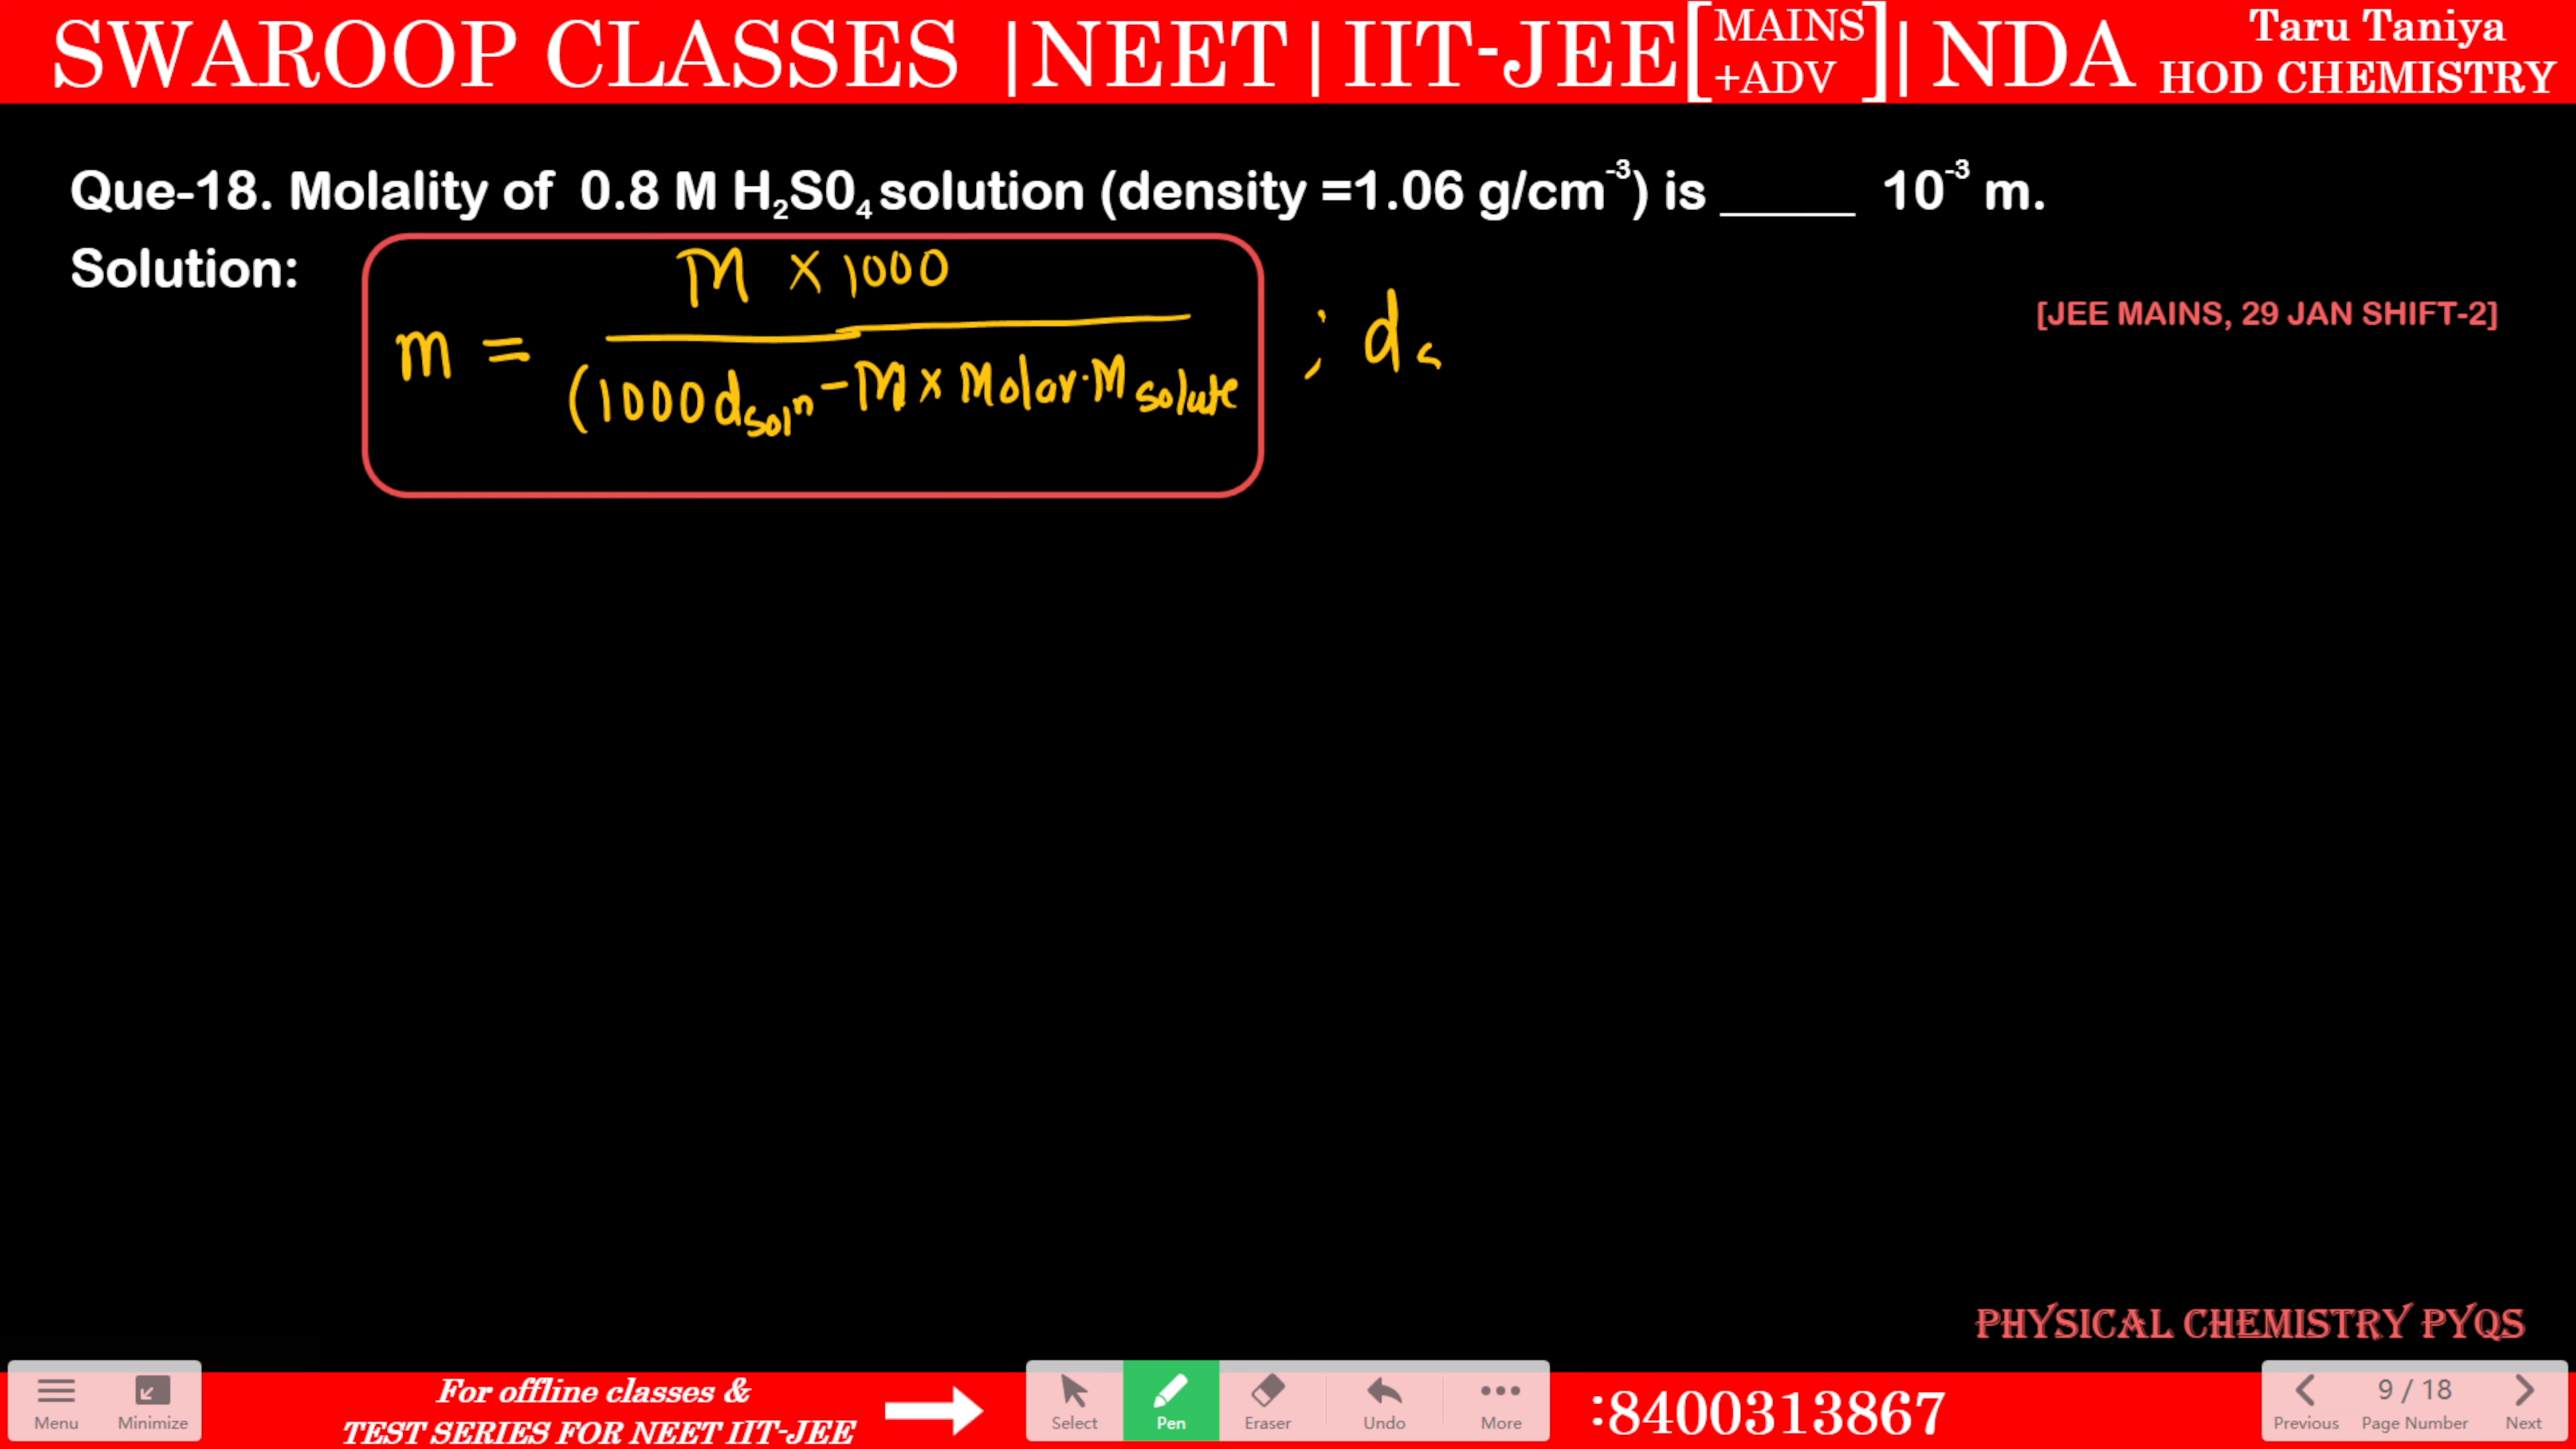 SWAROOP CLASSES |NEET| IIT-JEE[MAINS +ADV]| NDA
Taru Taniya
HOD CHEMISTRY
Que-18. Molality of 0.8 M H₂S0₄ solution (density =1.06 g/cm⁻³) is _____ 10⁻³ m.
Solution:
[JEE MAINS, 29 JAN SHIFT-2]
M × 1000
m =
(1000 d solⁿ - M × Molar·M solute
; d s
PHYSICAL CHEMISTRY PYQS
Menu
Minimize
For offline classes &
TEST SERIES FOR NEET IIT-JEE
Select
Pen
Eraser
Undo
More
:8400313867
9 / 18
Previous
Page Number
Next